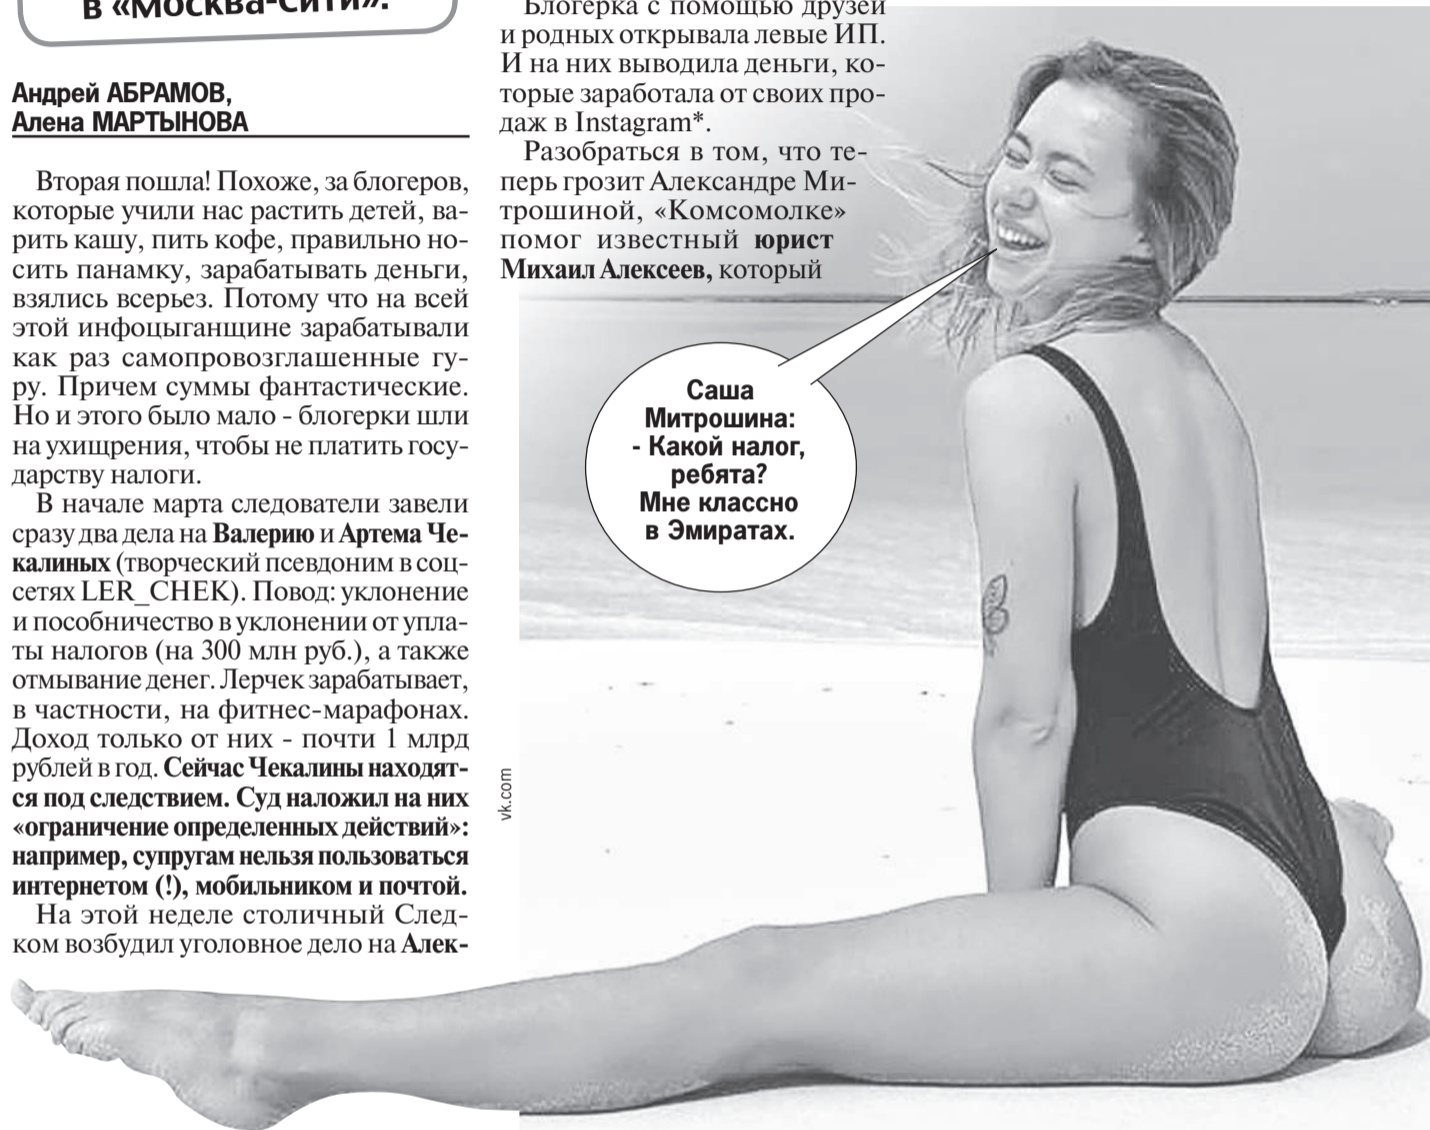 в «Москва-Сити».
Андрей АБРАМОВ,
Алена МАРТЫНОВА
Вторая пошла! Похоже, за блогеров,
которые учили нас растить детей, ва-
рить кашу, пить кофе, правильно но-
сить панамку, зарабатывать деньги,
взялись всерьез. Потому что на всей
этой инфоцыганщине зарабатывали
как раз самопровозглашенные гу-
ру. Причем суммы фантастические.
Но и этого было мало - блогерки шли
на ухищрения, чтобы не платить госу-
дарству налоги.
В начале марта следователи завели
сразу два дела на Валерию и Артема Че-
калиных (творческий псевдоним в соц-
сетях LER_CHEK). Повод: уклонение
и пособничество в уклонении от упла-
ты налогов (на 300 млн руб.), а также
отмывание денег. Лерчек зарабатывает,
в частности, на фитнес-марафонах.
Доход только от них - почти 1 млрд
рублей в год. Сейчас Чекалины находят-
ся под следствием. Суд наложил на них
«ограничение определенных действий»:
например, супругам нельзя пользоваться
интернетом (!), мобильником и почтой.
На этой неделе столичный След-
ком возбудил уголовное дело на Алек-
Блогерка с помощью друзей
и родных открывала левые ИП.
И на них выводила деньги, ко-
торые заработала от своих про-
даж в Instagram*.
Разобраться в том, что те-
перь грозит Александре Ми-
трошиной, «Комсомолке»
помог известный юрист
Михаил Алексеев, который
Саша
Митрошина:
- Какой налог,
ребята?
Мне классно
в Эмиратах.
vk.com